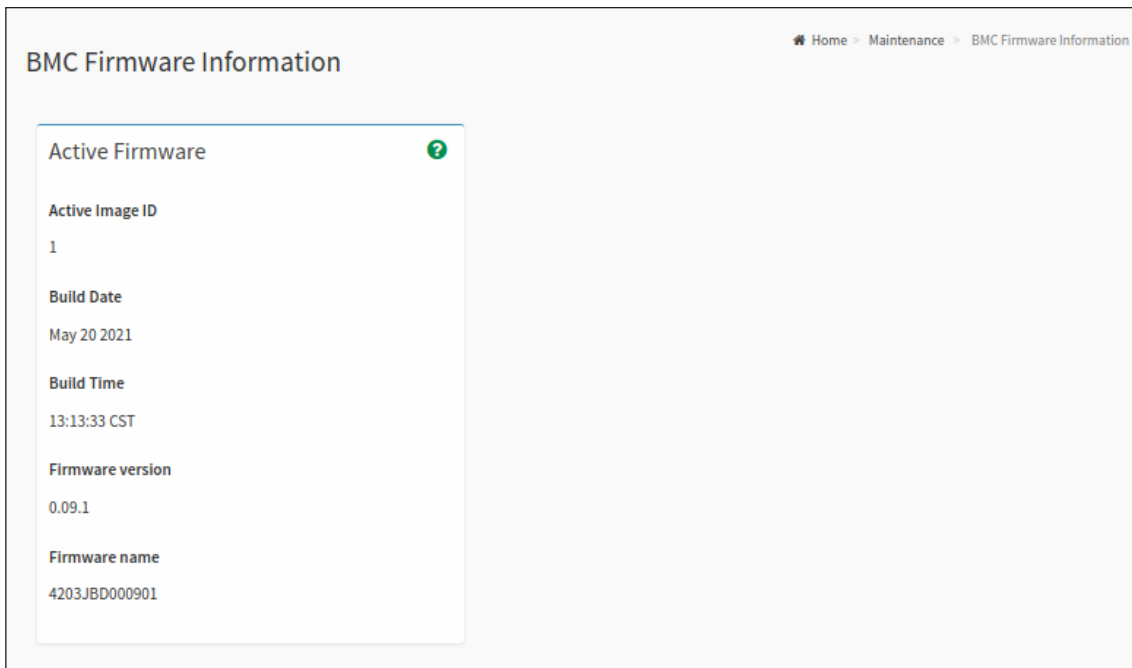 Home > Maintenance > BMC Firmware Information
BMC Firmware Information
Active Firmware
Active Image ID
1
Build Date
May 20 2021
Build Time
13:13:33 CST
Firmware version
0.09.1
Firmware name
4203JBD000901